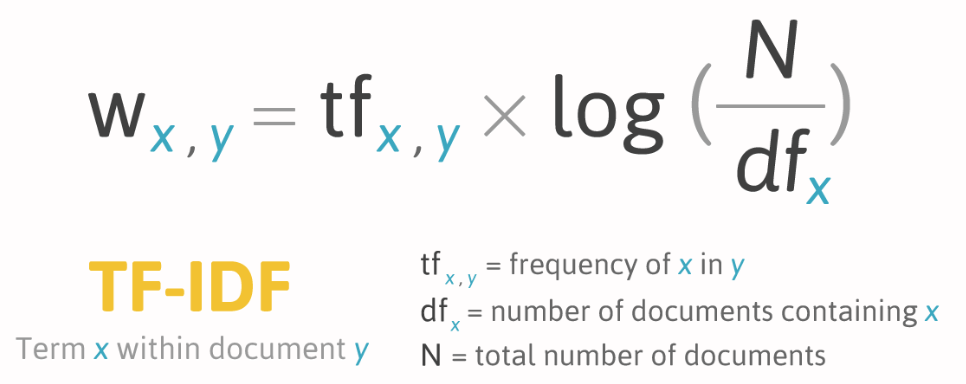 w x , y = tf x , y × log ( N / df x )
TF-IDF
Term x within document y
tf x , y = frequency of x in y
df x = number of documents containing x
N = total number of documents